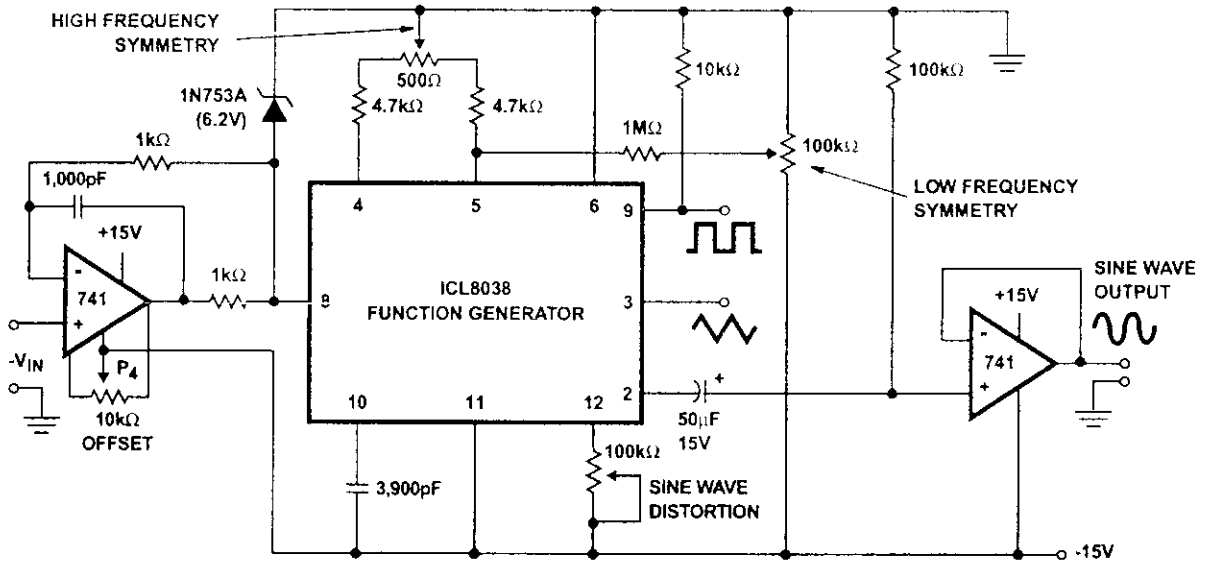 HIGH FREQUENCY
SYMMETRY
500Ω
1N753A
(6.2V)
4.7kΩ
4.7kΩ
10kΩ
100kΩ
1kΩ
1MΩ
100kΩ
1,000pF
LOW FREQUENCY
SYMMETRY
4
5
6
9
+15V
-
741
+
1kΩ
8
ICL8038
FUNCTION GENERATOR
3
SINE WAVE
OUTPUT
+15V
-
741
+
-VIN
P4
10kΩ
OFFSET
2
+
50µF
15V
10
11
12
100kΩ
3,900pF
SINE WAVE
DISTORTION
-15V